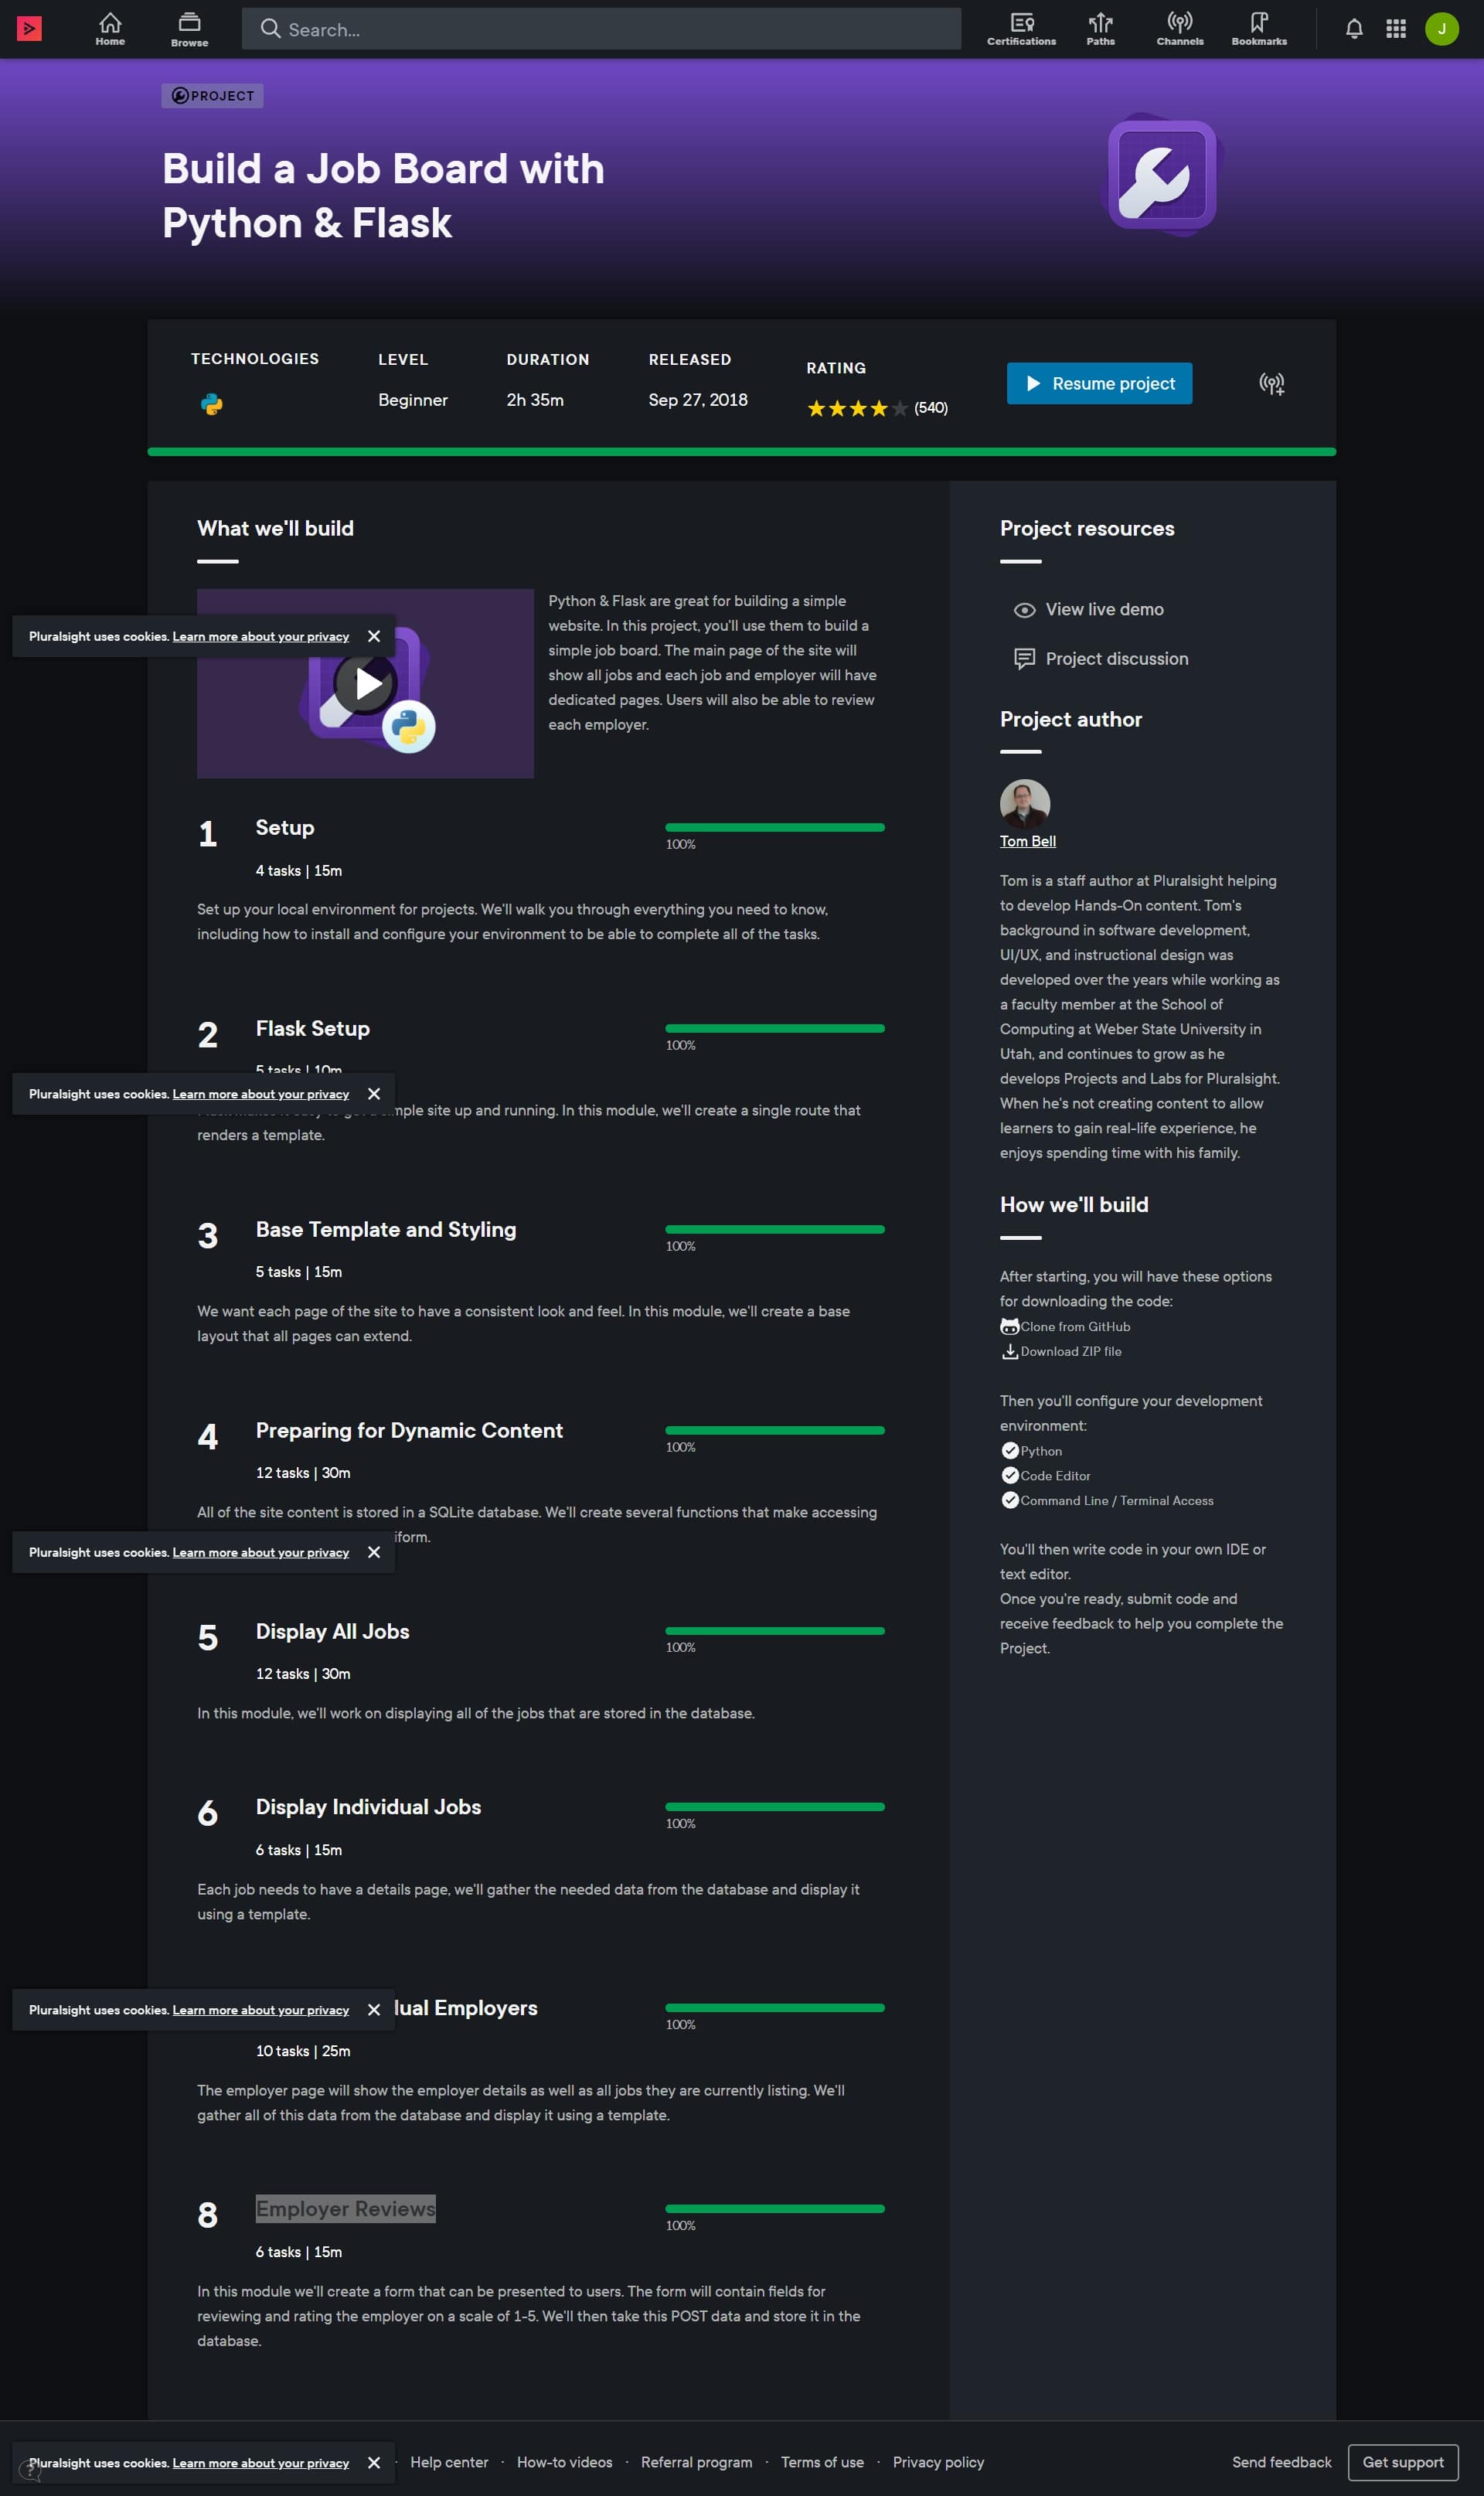 Home
Browse
Search...
Certifications
Paths
Channels
Bookmarks
J
PROJECT
Build a Job Board with
Python & Flask
TECHNOLOGIES
LEVEL
Beginner
DURATION
2h 35m
RELEASED
Sep 27, 2018
RATING
(540)
Resume project
What we'll build
Python & Flask are great for building a simple
website. In this project, you'll use them to build a
simple job board. The main page of the site will
show all jobs and each job and employer will have
dedicated pages. Users will also be able to review
each employer.
Pluralsight uses cookies. Learn more about your privacy
1
Setup
100%
4 tasks | 15m
Set up your local environment for projects. We'll walk you through everything you need to know,
including how to install and configure your environment to be able to complete all of the tasks.
2
Flask Setup
100%
5 tasks | 10m
Pluralsight uses cookies. Learn more about your privacy
simple site up and running. In this module, we'll create a single route that
renders a template.
3
Base Template and Styling
100%
5 tasks | 15m
We want each page of the site to have a consistent look and feel. In this module, we'll create a base
layout that all pages can extend.
4
Preparing for Dynamic Content
100%
12 tasks | 30m
All of the site content is stored in a SQLite database. We'll create several functions that make accessing
iform.
Pluralsight uses cookies. Learn more about your privacy
5
Display All Jobs
100%
12 tasks | 30m
In this module, we'll work on displaying all of the jobs that are stored in the database.
6
Display Individual Jobs
100%
6 tasks | 15m
Each job needs to have a details page, we'll gather the needed data from the database and display it
using a template.
Pluralsight uses cookies. Learn more about your privacy
dual Employers
100%
10 tasks | 25m
The employer page will show the employer details as well as all jobs they are currently listing. We'll
gather all of this data from the database and display it using a template.
8
Employer Reviews
100%
6 tasks | 15m
In this module we'll create a form that can be presented to users. The form will contain fields for
reviewing and rating the employer on a scale of 1-5. We'll then take this POST data and store it in the
database.
Project resources
View live demo
Project discussion
Project author
Tom Bell
Tom is a staff author at Pluralsight helping
to develop Hands-On content. Tom's
background in software development,
UI/UX, and instructional design was
developed over the years while working as
a faculty member at the School of
Computing at Weber State University in
Utah, and continues to grow as he
develops Projects and Labs for Pluralsight.
When he's not creating content to allow
learners to gain real-life experience, he
enjoys spending time with his family.
How we'll build
After starting, you will have these options
for downloading the code:
Clone from GitHub
Download ZIP file
Then you'll configure your development
environment:
Python
Code Editor
Command Line / Terminal Access
You'll then write code in your own IDE or
text editor.
Once you're ready, submit code and
receive feedback to help you complete the
Project.
Pluralsight uses cookies. Learn more about your privacy
· Help center · How-to videos · Referral program · Terms of use · Privacy policy
Send feedback
Get support